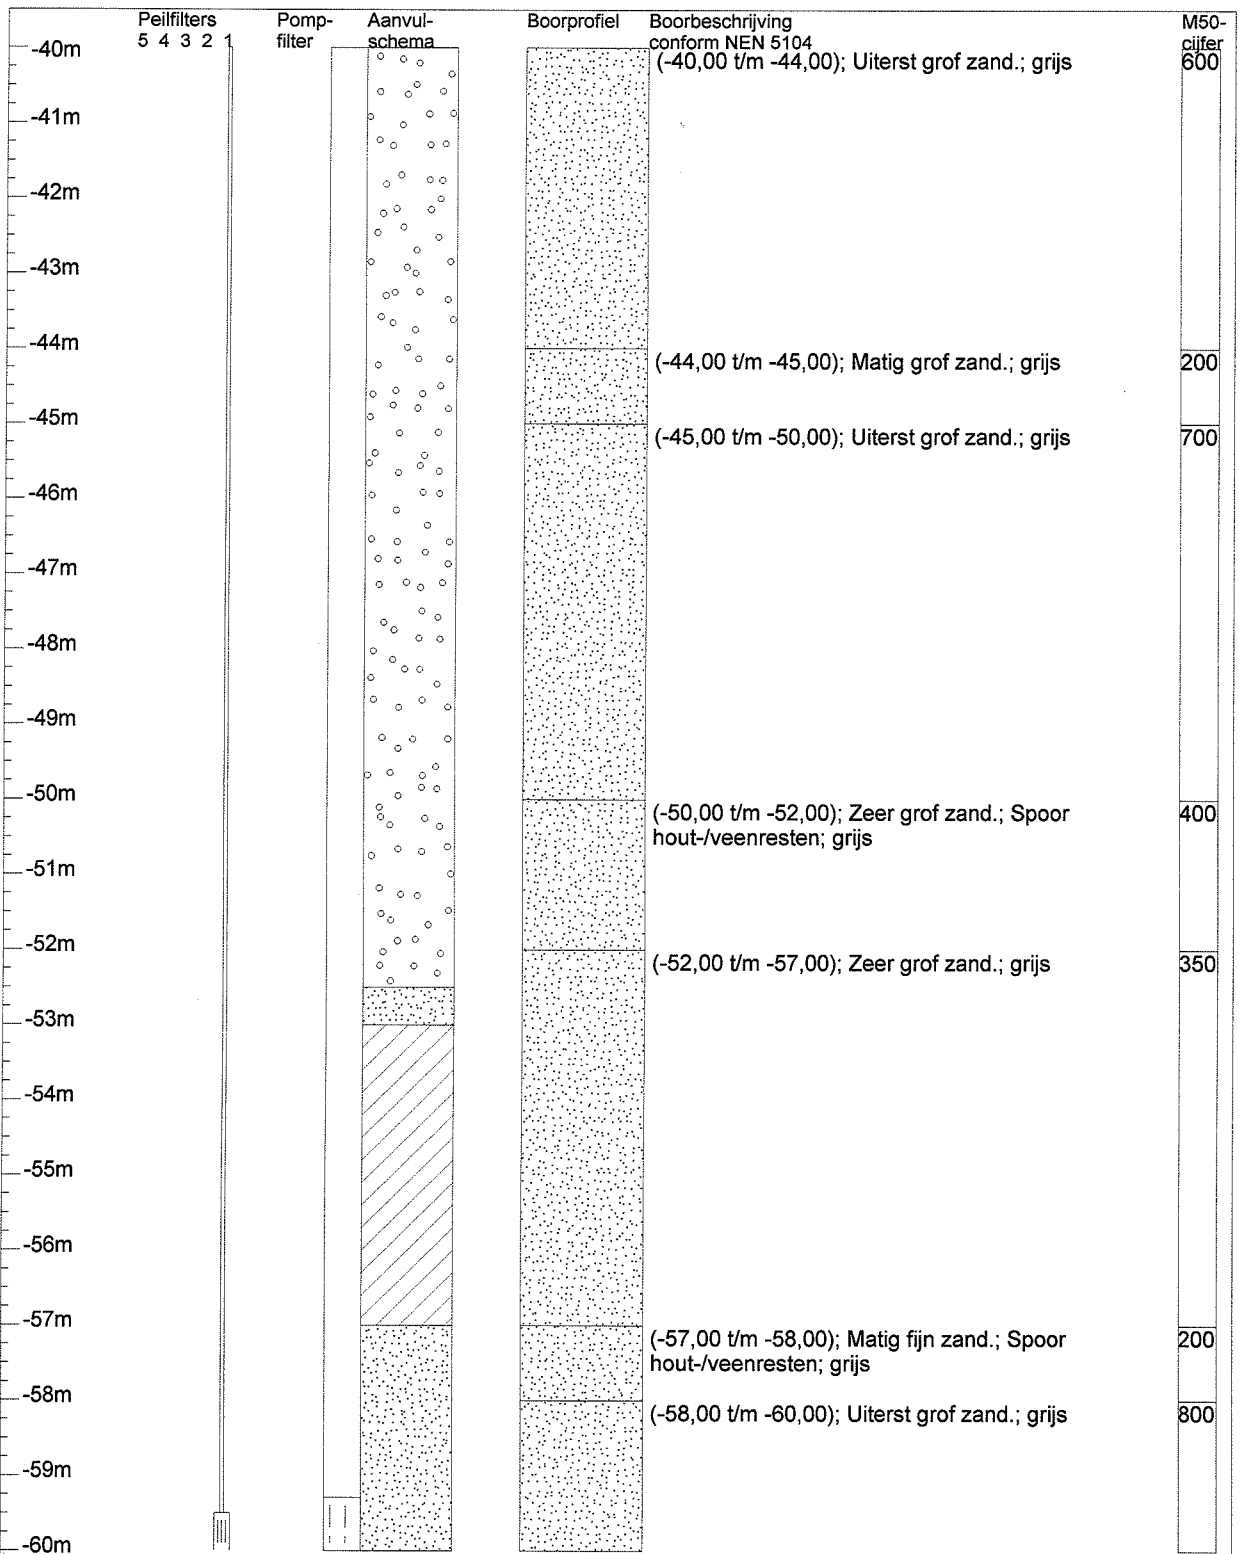 Peilfilters Pomp- Aanvul- Boorprofiel Boorbeschrijving M50-
5 4 3 2 1 filter schema conform NEN 5104 cijfer
-40m (-40,00 t/m -44,00); Uiterst grof zand.; grijs 600
-41m
-42m
-43m
-44m (-44,00 t/m -45,00); Matig grof zand.; grijs 200
-45m (-45,00 t/m -50,00); Uiterst grof zand.; grijs 700
-46m
-47m
-48m
-49m
-50m (-50,00 t/m -52,00); Zeer grof zand.; Spoor 400
hout-/veenresten; grijs
-51m
-52m (-52,00 t/m -57,00); Zeer grof zand.; grijs 350
-53m
-54m
-55m
-56m
-57m (-57,00 t/m -58,00); Matig fijn zand.; Spoor 200
hout-/veenresten; grijs
-58m (-58,00 t/m -60,00); Uiterst grof zand.; grijs 800
-59m
-60m